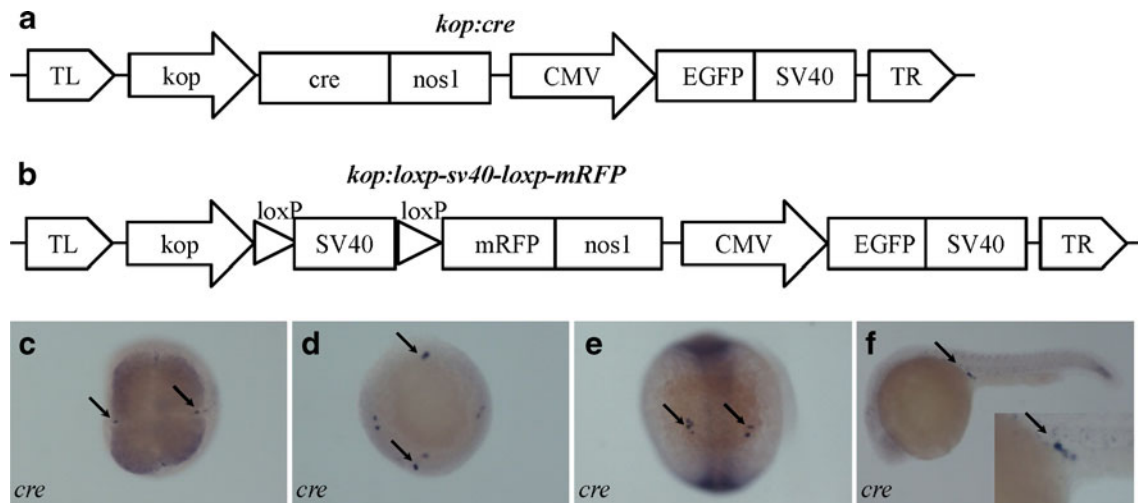 a
kop:cre
TL kop cre nos1 CMV EGFP SV40 TR
b
kop:loxp-sv40-loxp-mRFP
loxP loxP
TL kop SV40 mRFP nos1 CMV EGFP SV40 TR
c d e f
cre cre cre cre